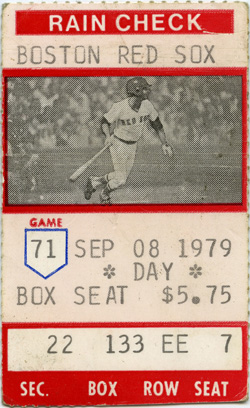 RAIN CHECK
BOSTON RED SOX
RED SOX
GAME
71 SEP 08 1979
* DAY *
BOX SEAT $5.75
22 133 EE 7
SEC. BOX ROW SEAT